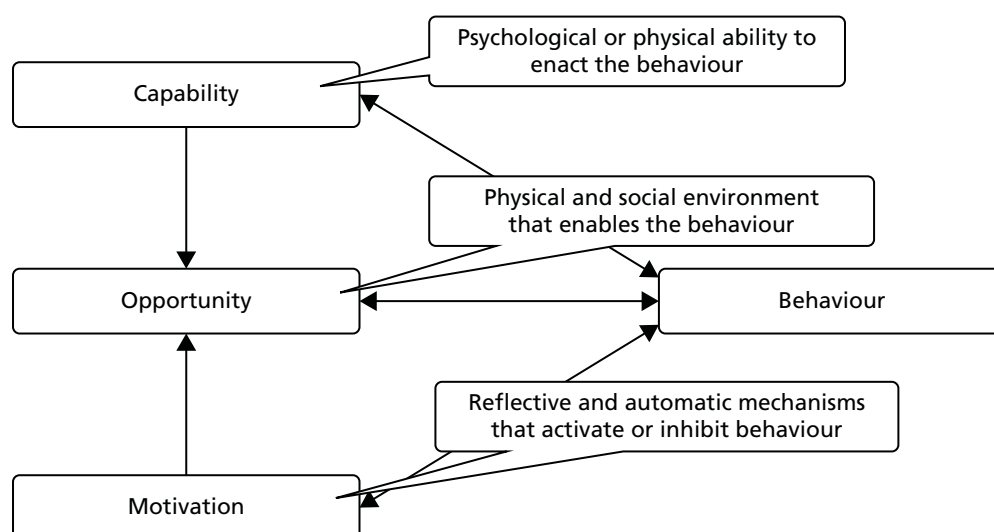 Psychological or physical ability to
enact the behaviour
Capability
Physical and social environment
that enables the behaviour
Opportunity
Behaviour
Reflective and automatic mechanisms
that activate or inhibit behaviour
Motivation